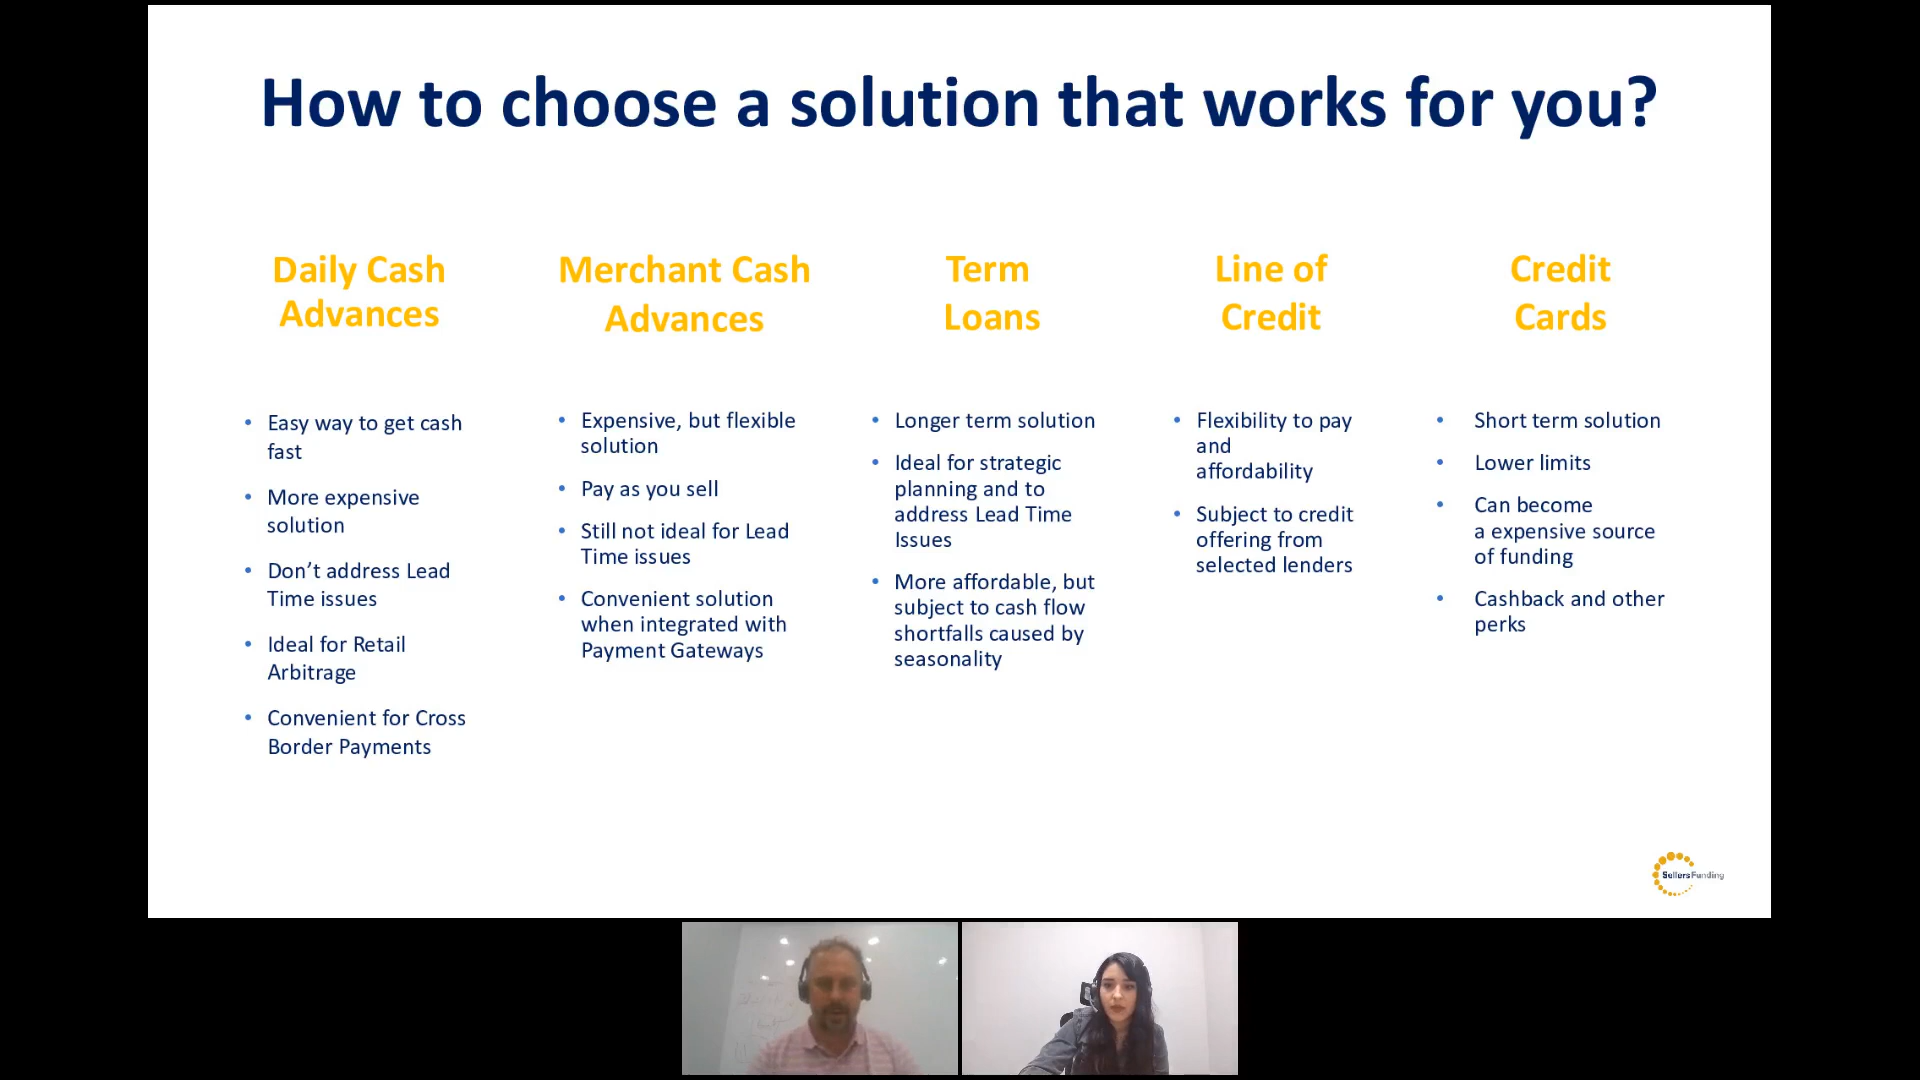 How to choose a solution that works for you?
Daily Cash
Advances
• Easy way to get cash
fast
• More expensive
solution
• Don’t address Lead
Time issues
• Ideal for Retail
Arbitrage
• Convenient for Cross
Border Payments
Merchant Cash
Advances
• Expensive, but flexible
solution
• Pay as you sell
• Still not ideal for Lead
Time issues
• Convenient solution
when integrated with
Payment Gateways
Term
Loans
• Longer term solution
• Ideal for strategic
planning and to
address Lead Time
Issues
• More affordable, but
subject to cash flow
shortfalls caused by
seasonality
Line of
Credit
• Flexibility to pay
and
affordability
• Subject to credit
offering from
selected lenders
Credit
Cards
• Short term solution
• Lower limits
• Can become
a expensive source
of funding
• Cashback and other
perks
SellersFunding